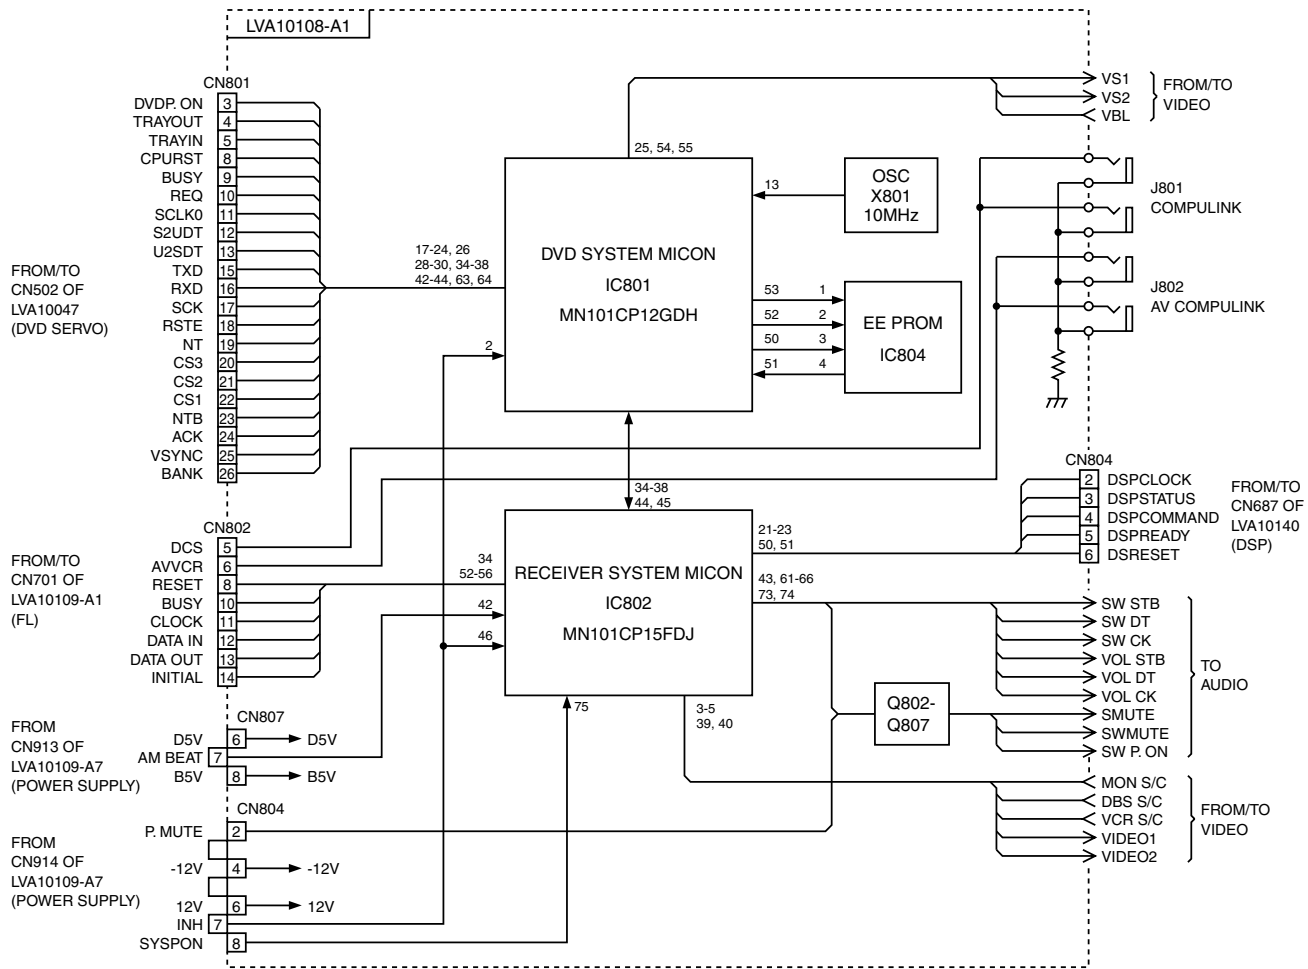 LVA10108-A1
CN801
DVDP. ON 3
TRAYOUT 4
TRAYIN 5
CPURST 8
BUSY 9
REQ 10
SCLK0 11
S2UDT 12
U2SDT 13
TXD 15
RXD 16
SCK 17
RSTE 18
NT 19
CS3 20
CS2 21
CS1 22
NTB 23
ACK 24
VSYNC 25
BANK 26
FROM/TO
CN502 OF
LVA10047
(DVD SERVO)
17-24, 26
28-30, 34-38
42-44, 63, 64
2
25, 54, 55
DVD SYSTEM MICON
IC801
MN101CP12GDH
13
OSC
X801
10MHz
53 1
52 2
50 3
51 4
EE PROM
IC804
VS1
VS2
VBL
FROM/TO
VIDEO
J801
COMPULINK
J802
AV COMPULINK
CN802
DCS 5
AVVCR 6
RESET 8
BUSY 10
CLOCK 11
DATA IN 12
DATA OUT 13
INITIAL 14
FROM/TO
CN701 OF
LVA10109-A1
(FL)
34
52-56
42
46
34-38
44, 45
RECEIVER SYSTEM MICON
IC802
MN101CP15FDJ
75
3-5
39, 40
21-23
50, 51
43, 61-66
73, 74
CN804
2 DSPCLOCK
3 DSPSTATUS
4 DSPCOMMAND
5 DSPREADY
6 DSRESET
FROM/TO
CN687 OF
LVA10140
(DSP)
SW STB
SW DT
SW CK
VOL STB
VOL DT
VOL CK
SMUTE
SWMUTE
SW P. ON
TO
AUDIO
Q802-
Q807
MON S/C
DBS S/C
VCR S/C
VIDEO1
VIDEO2
FROM/TO
VIDEO
FROM
CN913 OF
LVA10109-A7
(POWER SUPPLY)
CN807
D5V 6 D5V
AM BEAT 7
B5V 8 B5V
FROM
CN914 OF
LVA10109-A7
(POWER SUPPLY)
CN804
P. MUTE 2
-12V 4 -12V
12V 6 12V
INH 7
SYSPON 8